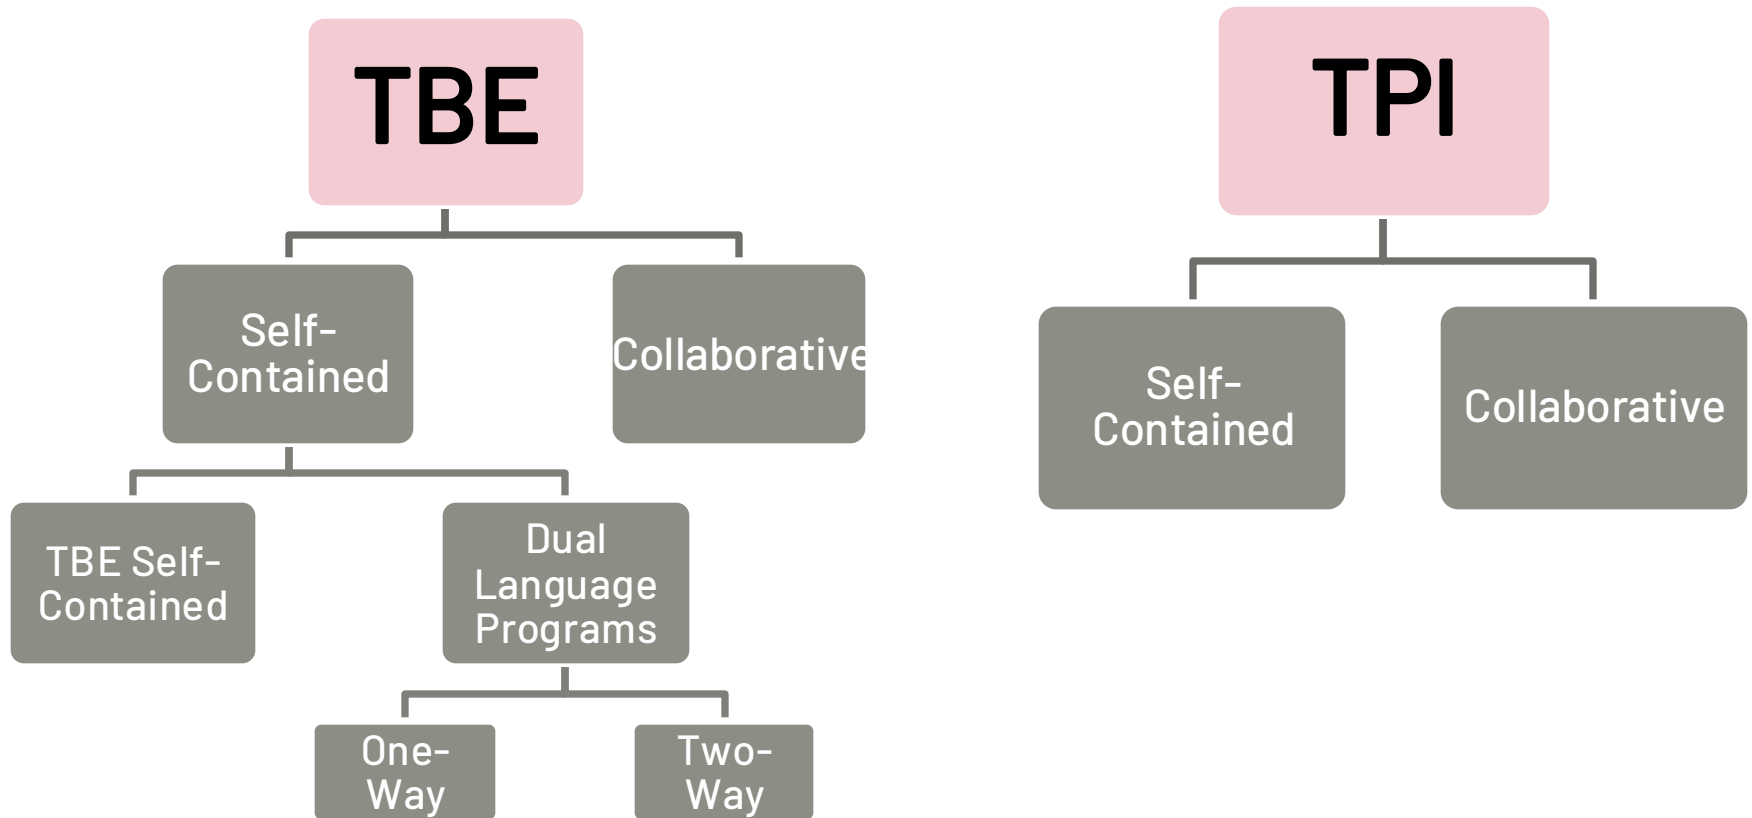 TBE
TPI
Self-
Contained
Collaborative
Self-
Contained
Collaborative
TBE Self-
Contained
Dual
Language
Programs
One-
Way
Two-
Way